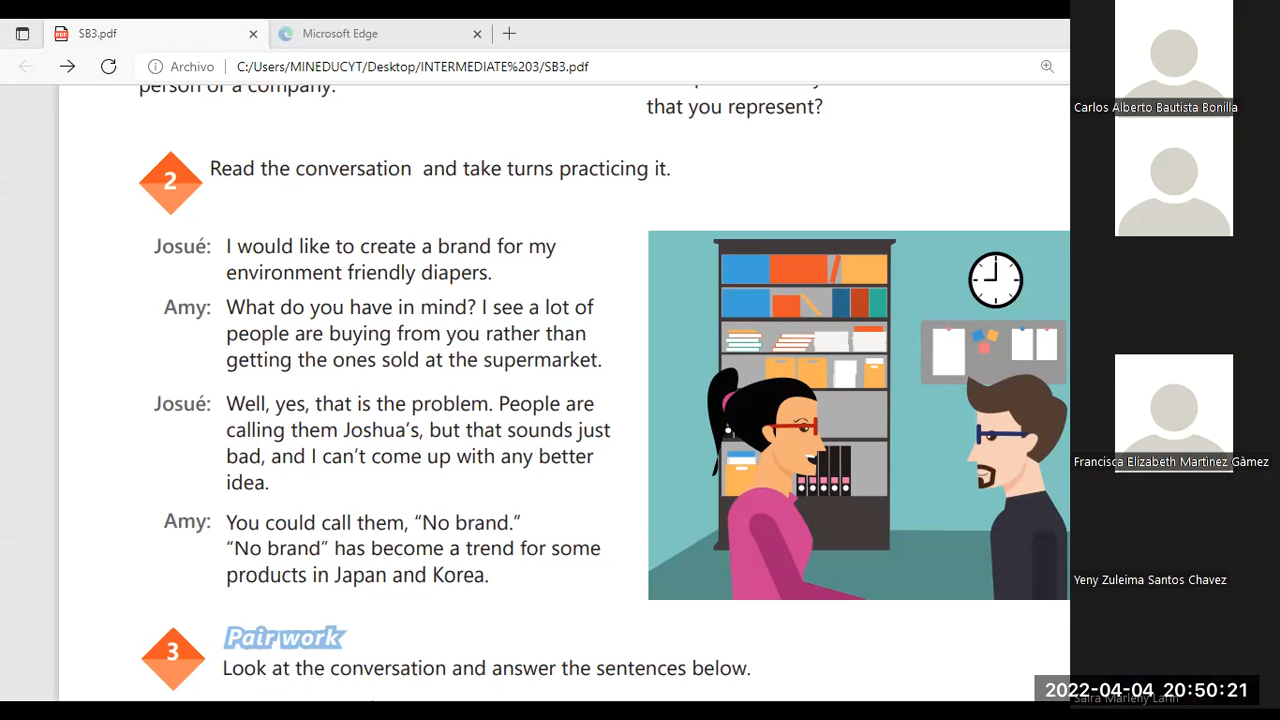 SB3.pdf
Microsoft Edge
Archivo
C:/Users/MINEDUCYT/Desktop/INTERMEDIATE%203/SB3.pdf
person or a company.
that you represent?
2
Read the conversation and take turns practicing it.
Josué: I would like to create a brand for my
environment friendly diapers.
Amy: What do you have in mind? I see a lot of
people are buying from you rather than
getting the ones sold at the supermarket.
Josué: Well, yes, that is the problem. People are
calling them Joshua's, but that sounds just
bad, and I can't come up with any better
idea.
Amy: You could call them, "No brand."
"No brand" has become a trend for some
products in Japan and Korea.
3
Pair work
Look at the conversation and answer the sentences below.
Carlos Alberto Bautista Bonilla
Francisca Elizabeth Martinez Gàmez
Yeny Zuleima Santos Chavez
2022-04-04 20:50:21